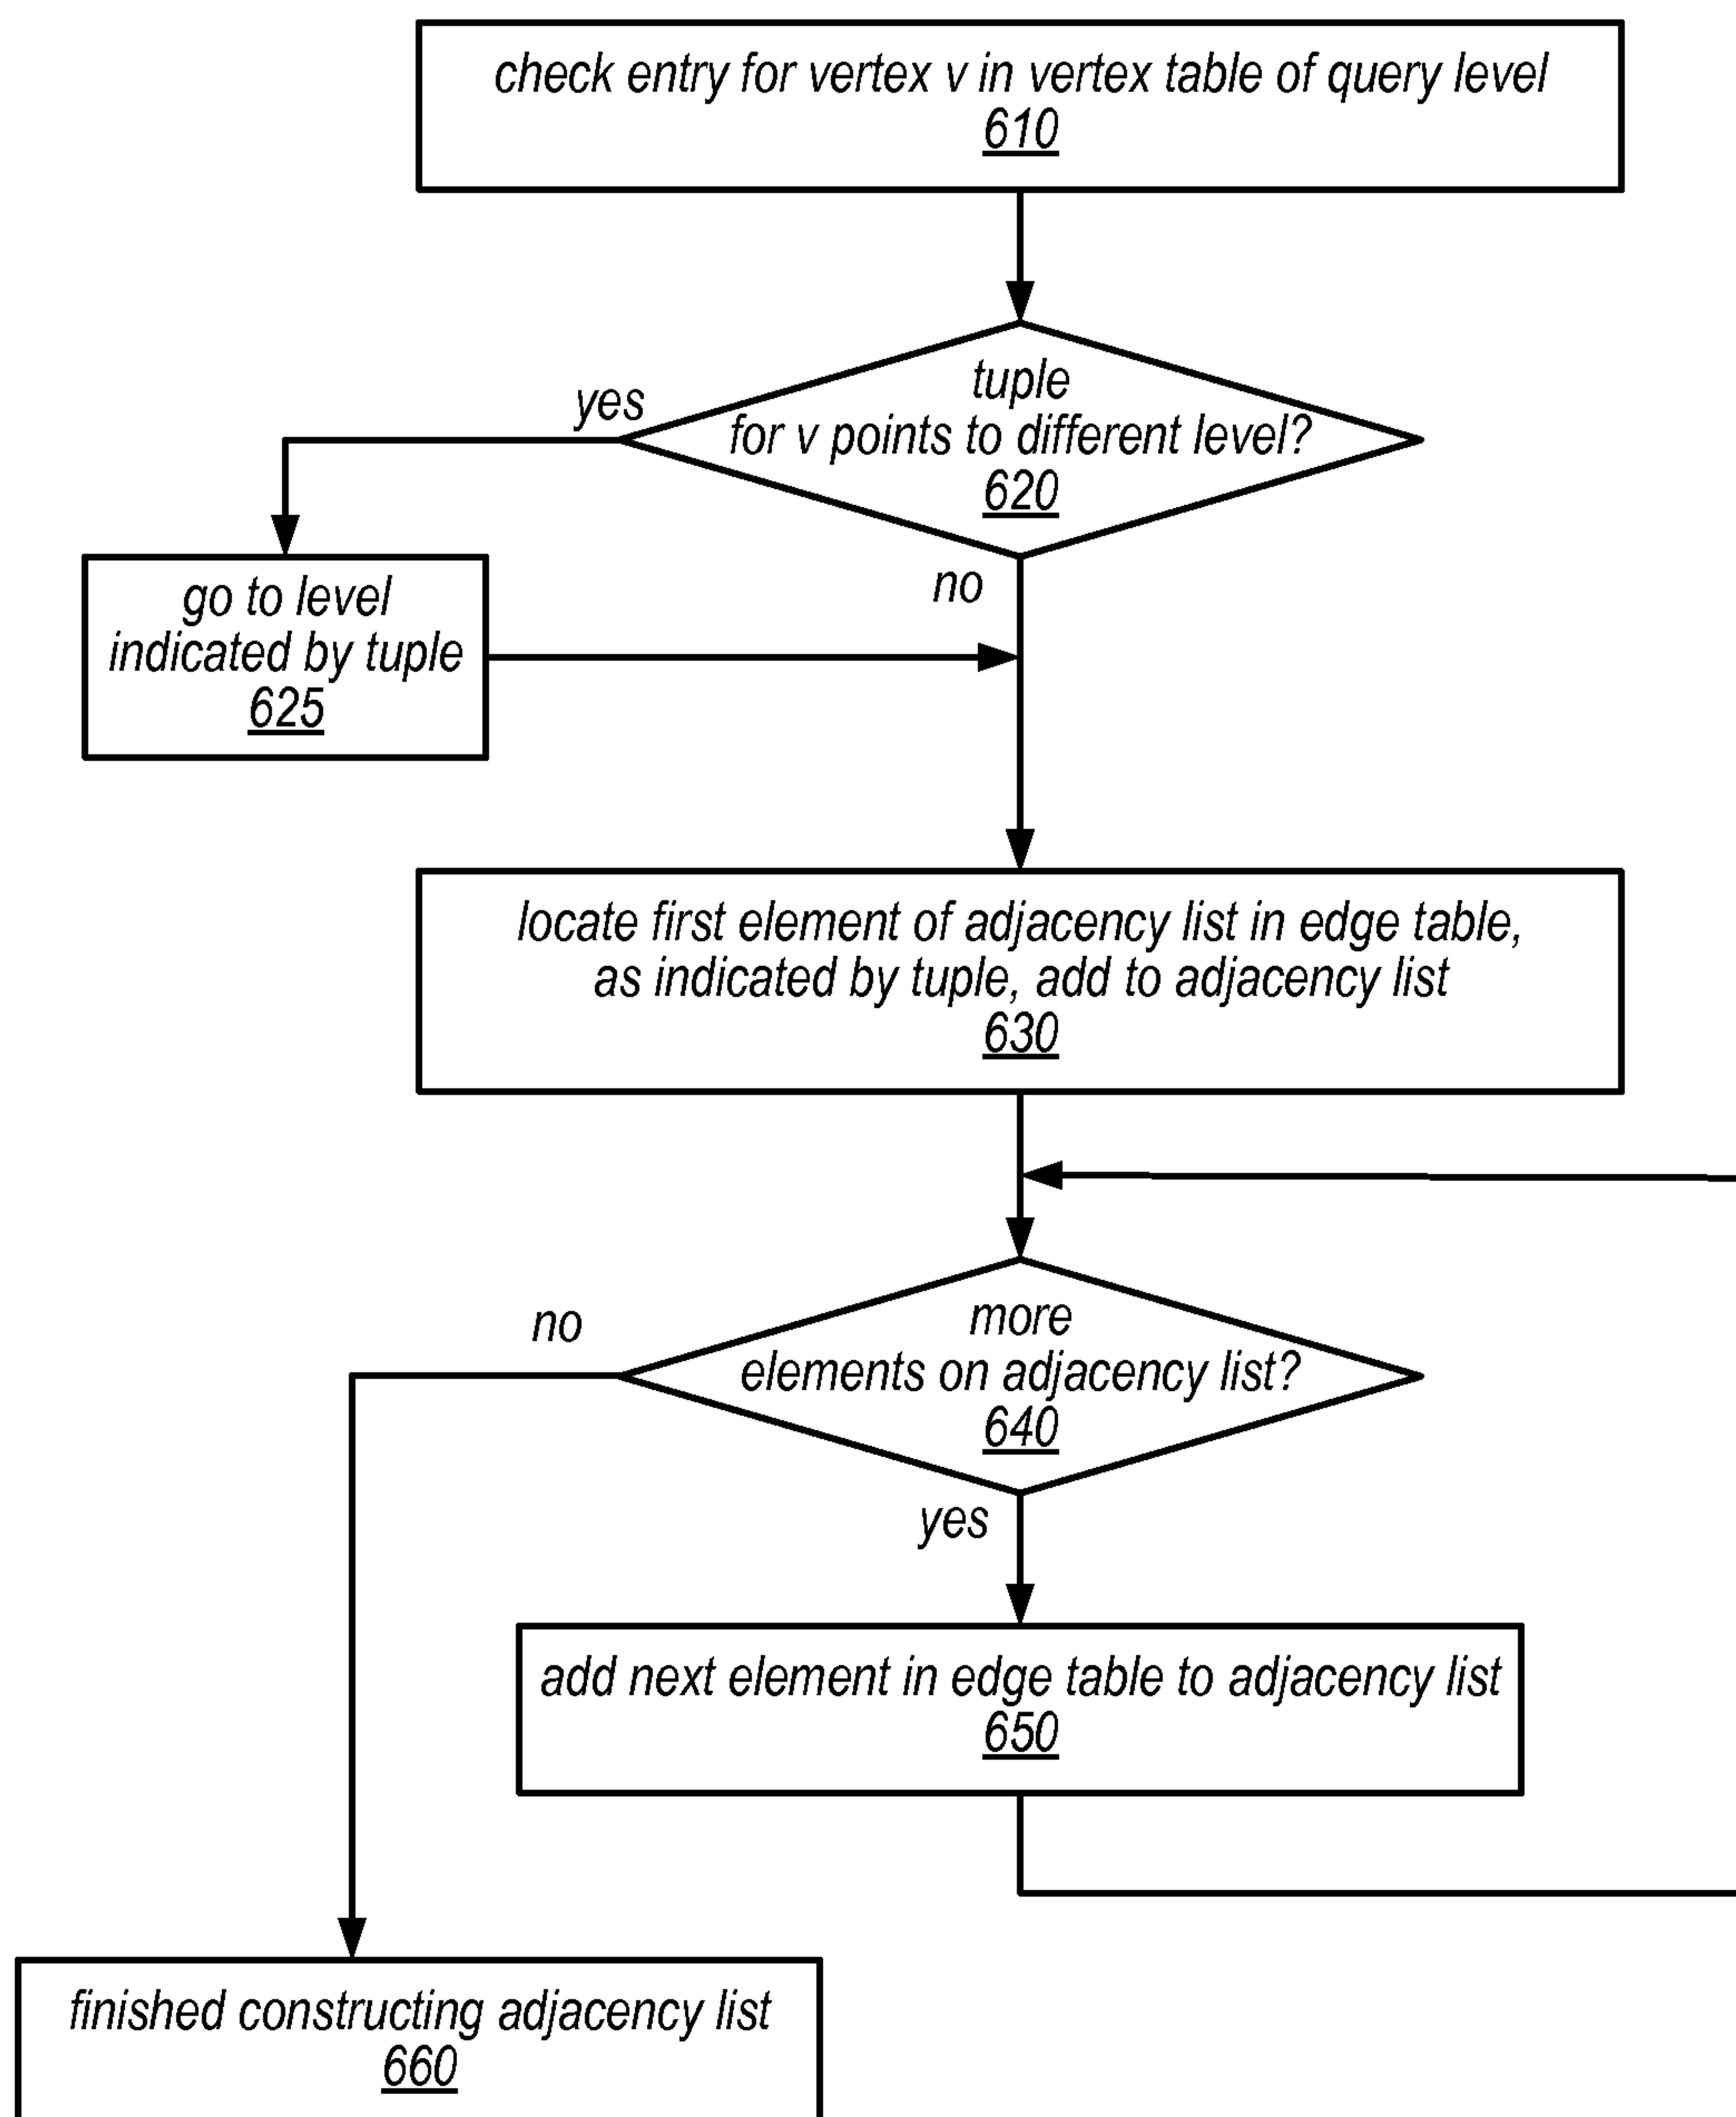 check entry for vertex v in vertex table of query level
610
tuple
for v points to different level?
620
yes
no
go to level
indicated by tuple
625
locate first element of adjacency list in edge table,
as indicated by tuple, add to adjacency list
630
more
elements on adjacency list?
640
no
yes
add next element in edge table to adjacency list
650
finished constructing adjacency list
660